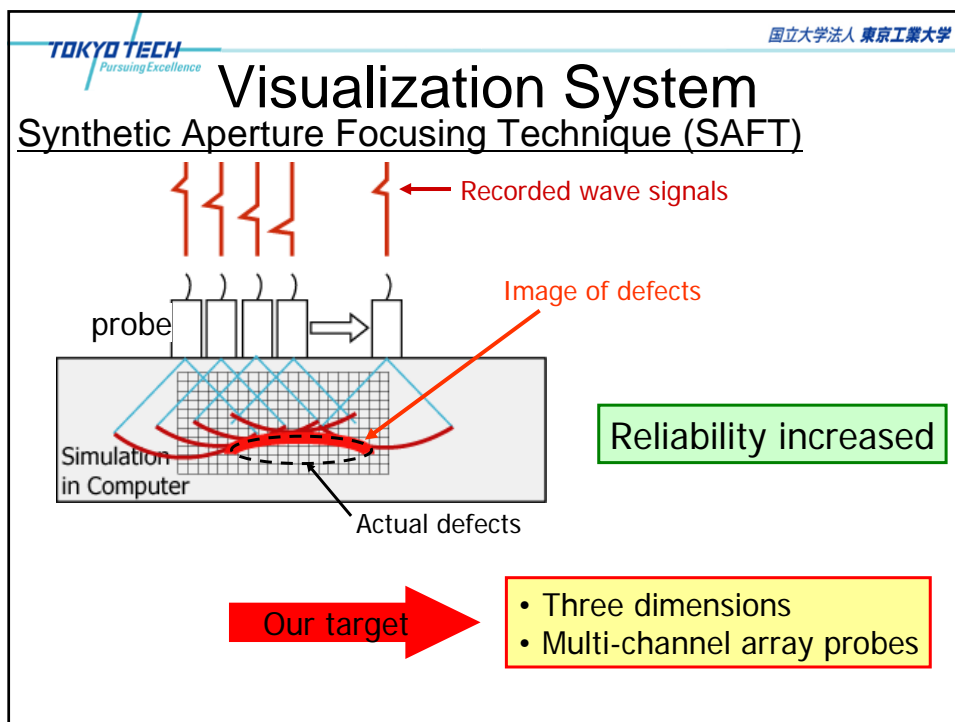 TOKYO TECH
Pursuing Excellence
国立大学法人 東京工業大学
Visualization System
Synthetic Aperture Focusing Technique (SAFT)
Recorded wave signals
Image of defects
probe
Reliability increased
Simulation
in Computer
Actual defects
Our target
• Three dimensions
• Multi-channel array probes